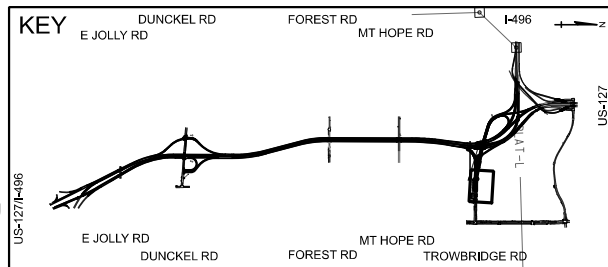 KEY
DUNCKEL RD
FOREST RD
I-496
N
E JOLLY RD
MT HOPE RD
US-127
PLAT-L
US-127/I-496
E JOLLY RD
MT HOPE RD
DUNCKEL RD
FOREST RD
TROWBRIDGE RD